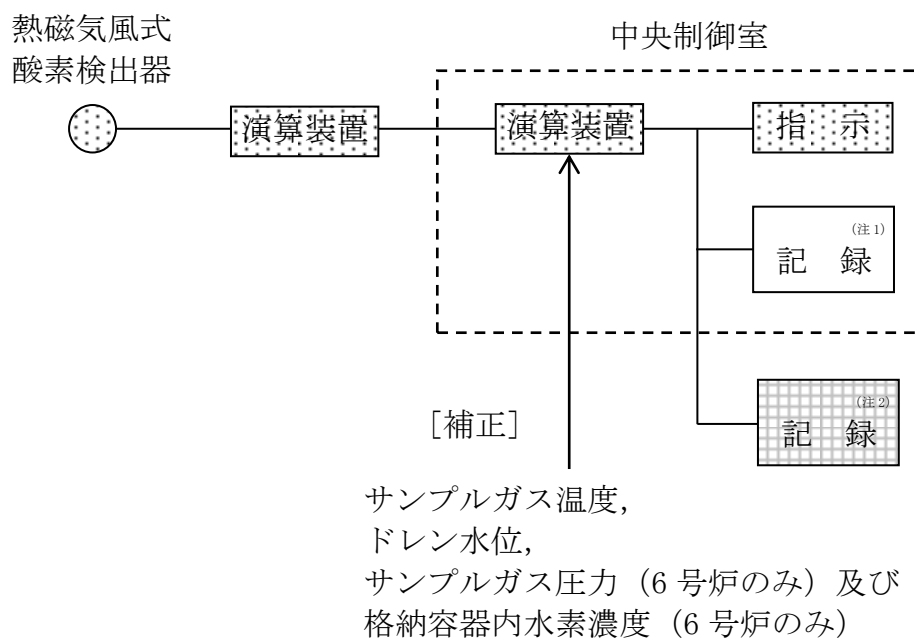 熱磁気風式
酸素検出器
中央制御室
演算装置
演算装置
指 示
(注1)
記 録
(注2)
記 録
[補正]
サンプルガス温度,
ドレン水位,
サンプルガス圧力(6 号炉のみ)及び
格納容器内水素濃度(6 号炉のみ)